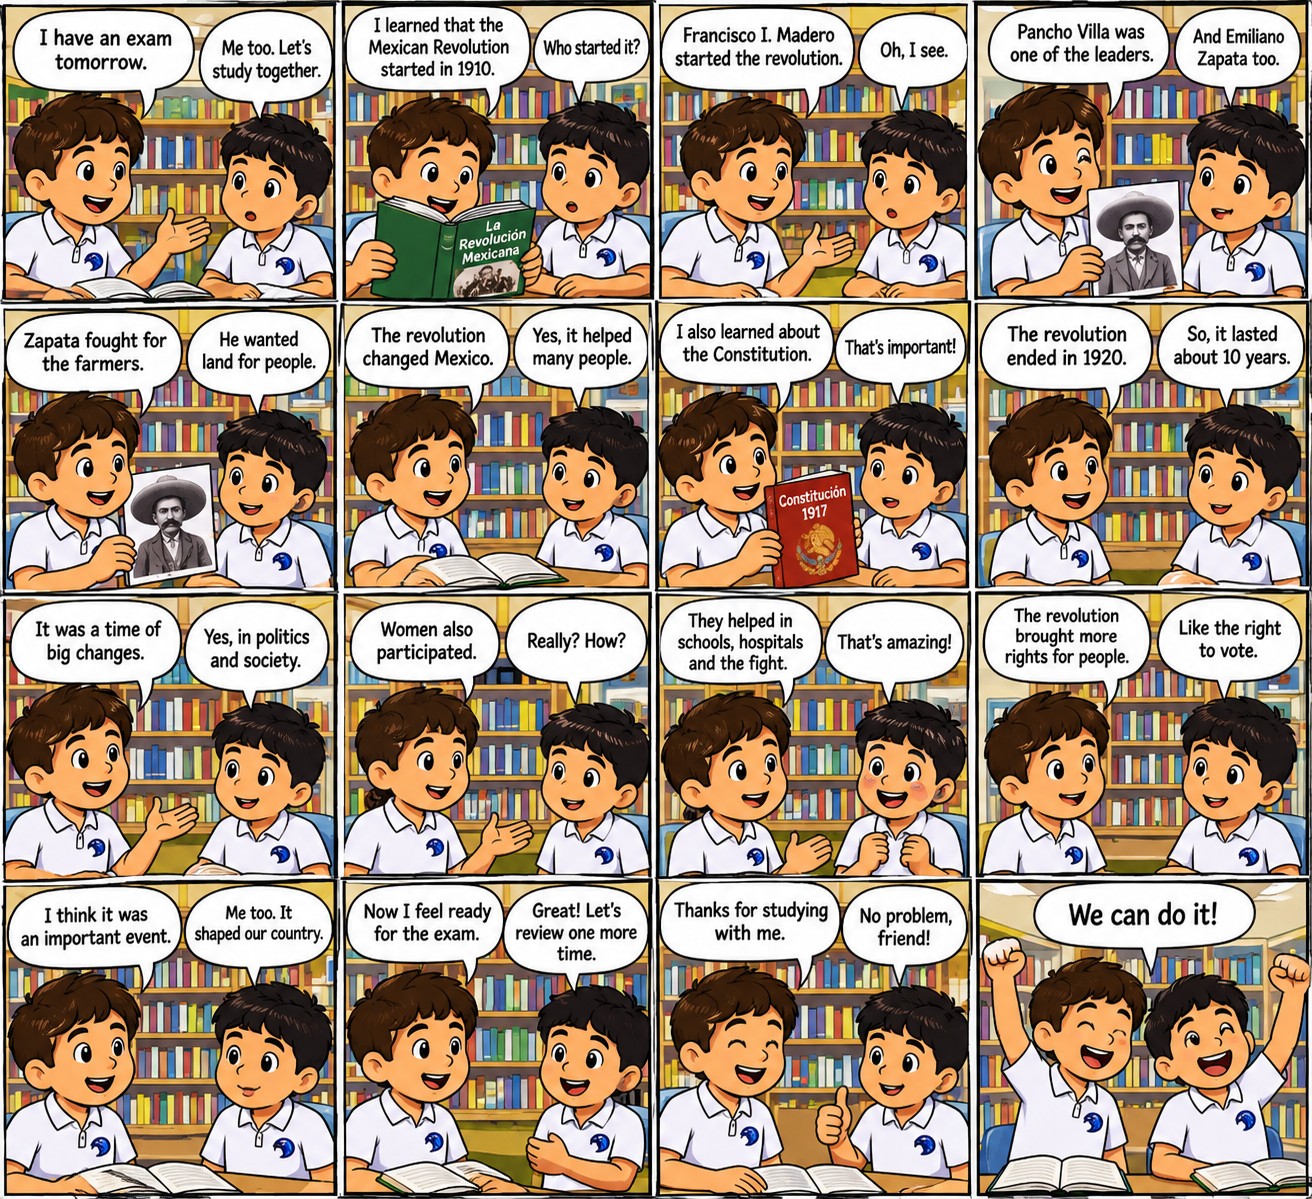 I have an exam
tomorrow.
Me too. Let's
study together.
I learned that the
Mexican Revolution
started in 1910.
Who started it?
La
Revolución
Mexicana
Francisco I. Madero
started the revolution.
Oh, I see.
Pancho Villa was
one of the leaders.
And Emiliano
Zapata too.
Zapata fought for
the farmers.
He wanted
land for people.
The revolution
changed Mexico.
Yes, it helped
many people.
I also learned about
the Constitution.
That's important!
Constitución
1917
The revolution
ended in 1920.
So, it lasted
about 10 years.
It was a time of
big changes.
Yes, in politics
and society.
Women also
participated.
Really? How?
They helped in
schools, hospitals
and the fight.
That's amazing!
The revolution
brought more
rights for people.
Like the right
to vote.
I think it was
an important event.
Me too. It
shaped our country.
Now I feel ready
for the exam.
Great! Let's
review one more
time.
Thanks for studying
with me.
No problem,
friend!
We can do it!